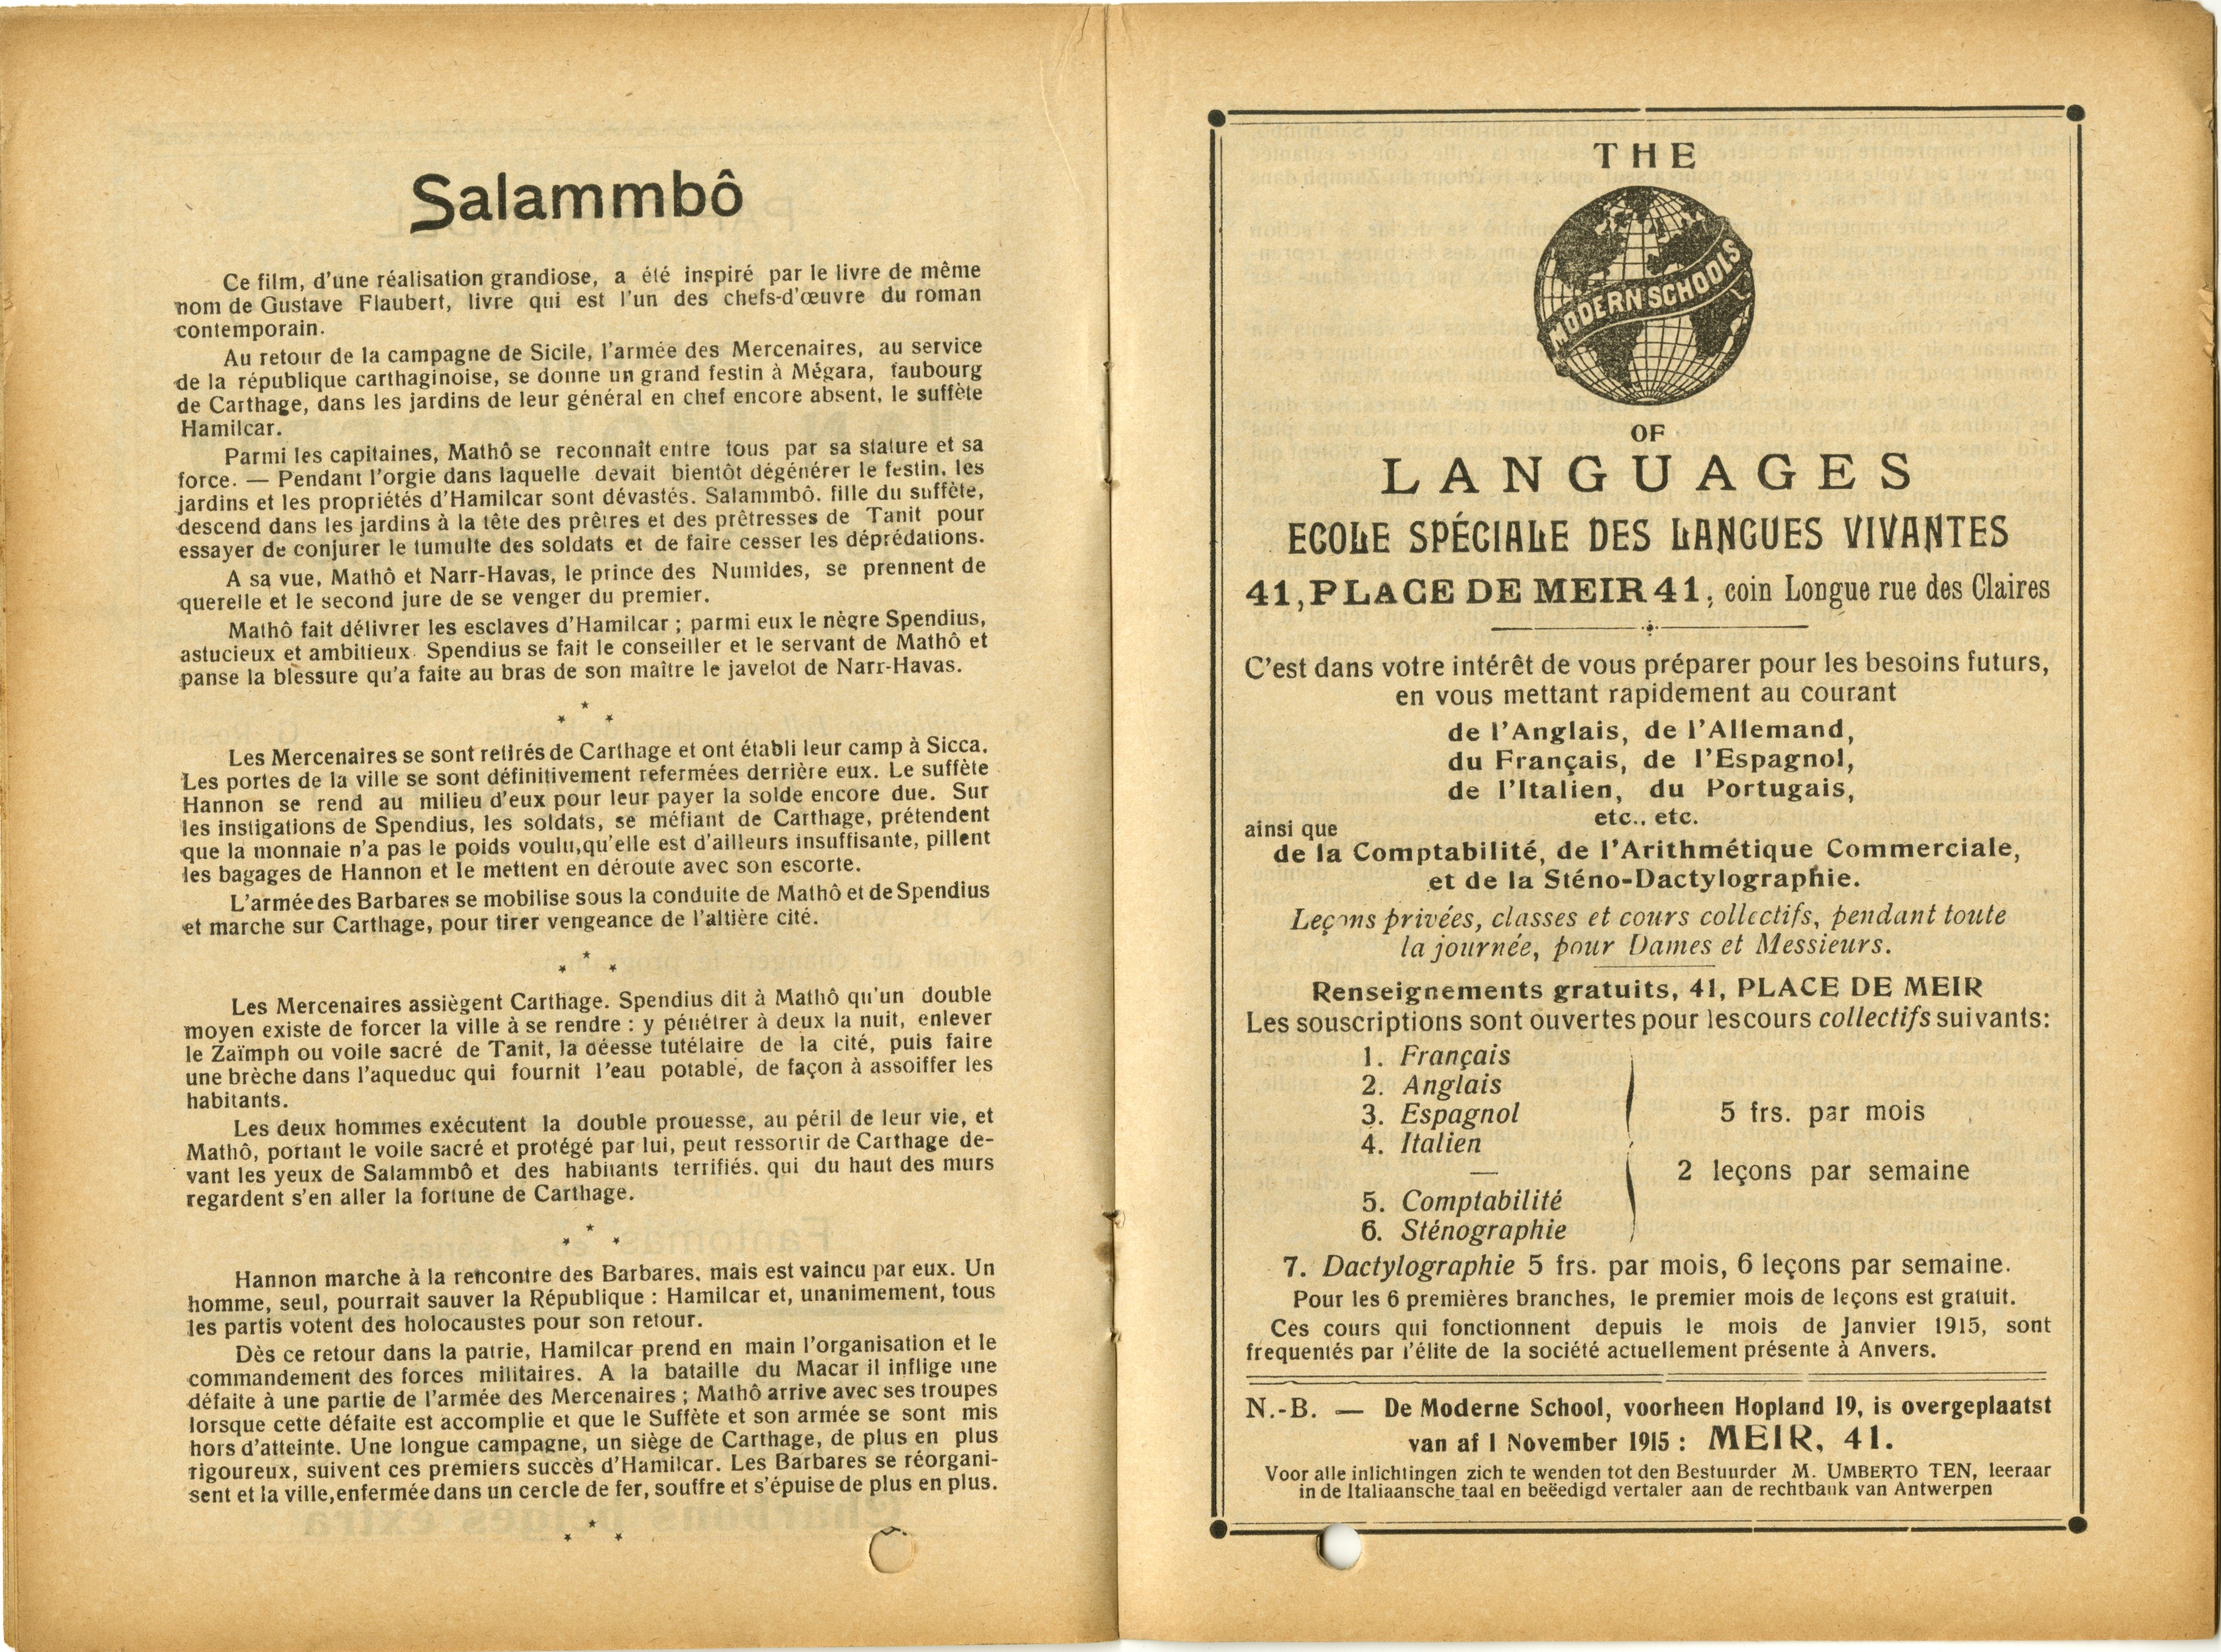 Salammbô
Ce film, d'une réalisation grandiose, a été inspiré par le livre de même
nom de Gustave Flaubert, livre qui est l'un des chefs-d'œuvre du roman
contemporain.
Au retour de la campagne de Sicile, l'armée des Mercenaires, au service
de la république carthaginoise, se donne un grand festin à Mégara, faubourg
de Carthage, dans les jardins de leur général en chef encore absent, le suffète
Hamilcar.
Parmi les capitaines, Mathô se reconnaît entre tous par sa stature et sa
force. — Pendant l'orgie dans laquelle devait bientôt dégénérer le festin, les
jardins et les propriétés d'Hamilcar sont dévastés. Salammbô. fille du suffète,
descend dans les jardins à la tête des prêtres et des prêtresses de Tanit pour
essayer de conjurer le tumulte des soldats et de faire cesser les déprédations.
A sa vue, Mathô et Narr-Havas, le prince des Numides, se prennent de
querelle et le second jure de se venger du premier.
Mathô fait délivrer les esclaves d'Hamilcar ; parmi eux le nègre Spendius,
astucieux et ambitieux. Spendius se fait le conseiller et le servant de Mathô et
panse la blessure qu'a faite au bras de son maître le javelot de Narr-Havas.
* * *
Les Mercenaires se sont retirés de Carthage et ont établi leur camp à Sicca.
Les portes de la ville se sont définitivement refermées derrière eux. Le suffète
Hannon se rend au milieu d'eux pour leur payer la solde encore due. Sur
les instigations de Spendius, les soldats, se méfiant de Carthage, prétendent
que la monnaie n'a pas le poids voulu,qu'elle est d'ailleurs insuffisante, pillent
les bagages de Hannon et le mettent en déroute avec son escorte.
L'armée des Barbares se mobilise sous la conduite de Mathô et de Spendius
et marche sur Carthage, pour tirer vengeance de l'altière cité.
* * *
Les Mercenaires assiègent Carthage. Spendius dit à Mathô qu'un double
moyen existe de forcer la ville à se rendre : y pénétrer à deux la nuit, enlever
le Zaïmph ou voile sacré de Tanit, la déesse tutélaire de la cité, puis faire
une brèche dans l'aqueduc qui fournit l'eau potable, de façon à assoiffer les
habitants.
Les deux hommes exécutent la double prouesse, au péril de leur vie, et
Mathô, portant le voile sacré et protégé par lui, peut ressortir de Carthage de-
vant les yeux de Salammbô et des habitants terrifiés. qui du haut des murs
regardent s'en aller la fortune de Carthage.
* * *
Hannon marche à la rencontre des Barbares, mais est vaincu par eux. Un
homme, seul, pourrait sauver la République : Hamilcar et, unanimement, tous
les partis votent des holocaustes pour son retour.
Dès ce retour dans la patrie, Hamilcar prend en main l'organisation et le
commandement des forces militaires. A la bataille du Macar il inflige une
défaite à une partie de l'armée des Mercenaires ; Mathô arrive avec ses troupes
lorsque cette défaite est accomplie et que le Suffète et son armée se sont mis
hors d'atteinte. Une longue campagne, un siège de Carthage, de plus en plus
rigoureux, suivent ces premiers succès d'Hamilcar. Les Barbares se réorgani-
sent et la ville,enfermée dans un cercle de fer, souffre et s'épuise de plus en plus.
* * *
THE
MODERN SCHOOLS
OF
LANGUAGES
ECOLE SPÉCIALE DES LANGUES VIVANTES
41, PLACE DE MEIR 41, coin Longue rue des Claires
C'est dans votre intérêt de vous préparer pour les besoins futurs,
en vous mettant rapidement au courant
de l'Anglais, de l'Allemand,
du Français, de l'Espagnol,
de l'Italien, du Portugais,
etc., etc.
ainsi que
de la Comptabilité, de l'Arithmétique Commerciale,
et de la Sténo-Dactylographie.
Leçons privées, classes et cours collectifs, pendant toute
la journée, pour Dames et Messieurs.
Renseignements gratuits, 41, PLACE DE MEIR
Les souscriptions sont ouvertes pour les cours collectifs suivants:
1. Français
2. Anglais
3. Espagnol
4. Italien
—
5. Comptabilité
6. Sténographie
5 frs. par mois
2 leçons par semaine
7. Dactylographie 5 frs. par mois, 6 leçons par semaine.
Pour les 6 premières branches, le premier mois de leçons est gratuit.
Ces cours qui fonctionnent depuis le mois de Janvier 1915, sont
frequentés par l'élite de la société actuellement présente à Anvers.
N.-B. — De Moderne School, voorheen Hopland 19, is overgeplaatst
van af 1 November 1915 : MEIR, 41.
Voor alle inlichtingen zich te wenden tot den Bestuurder M. UMBERTO TEN, leeraar
in de Italiaansche taal en beëedigd vertaler aan de rechtbank van Antwerpen